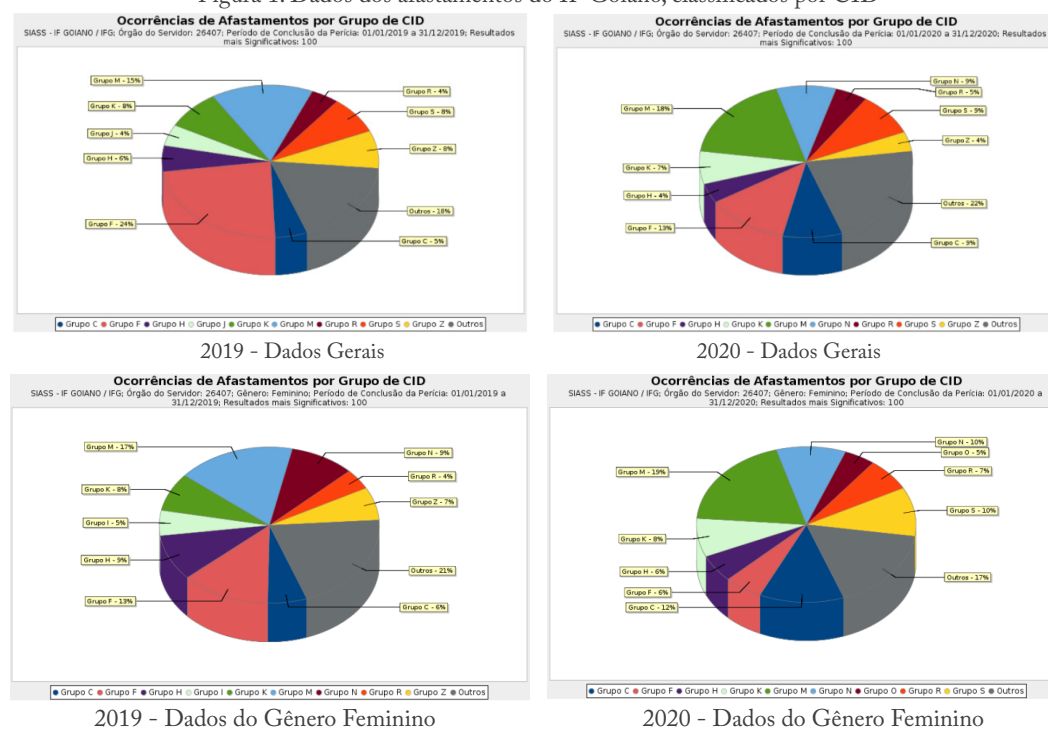 Figura 1. Dados dos afastamentos do IF Goiano, classificados por CID
Ocorrências de Afastamentos por Grupo de CID
SIASS - IF GOIANO / IFG; Órgão do Servidor: 26407; Período de Conclusão da Perícia: 01/01/2019 a 31/12/2019; Resultados
mais Significativos: 100
Grupo M - 15%
Grupo R - 4%
Grupo K - 8%
Grupo S - 8%
Grupo J - 4%
Grupo Z - 8%
Grupo H - 6%
Outros - 18%
Grupo F - 24%
Grupo C - 5%
Grupo C Grupo F Grupo H Grupo J Grupo K Grupo M Grupo R Grupo S Grupo Z Outros
2019 - Dados Gerais
Ocorrências de Afastamentos por Grupo de CID
SIASS - IF GOIANO / IFG; Órgão do Servidor: 26407; Período de Conclusão da Perícia: 01/01/2020 a 31/12/2020; Resultados
mais Significativos: 100
Grupo N - 9%
Grupo R - 5%
Grupo M - 18%
Grupo S - 9%
Grupo Z - 4%
Grupo K - 7%
Grupo H - 4%
Outros - 22%
Grupo F - 13%
Grupo C - 9%
Grupo C Grupo F Grupo H Grupo K Grupo M Grupo N Grupo R Grupo S Grupo Z Outros
2020 - Dados Gerais
Ocorrências de Afastamentos por Grupo de CID
SIASS - IF GOIANO / IFG; Órgão do Servidor: 26407; Gênero: Feminino; Período de Conclusão da Perícia: 01/01/2019 a
31/12/2019; Resultados mais Significativos: 100
Grupo M - 17%
Grupo N - 9%
Grupo R - 4%
Grupo K - 8%
Grupo Z - 7%
Grupo I - 5%
Grupo H - 9%
Outros - 21%
Grupo F - 13%
Grupo C - 6%
Grupo C Grupo F Grupo H Grupo I Grupo K Grupo M Grupo N Grupo R Grupo Z Outros
2019 - Dados do Gênero Feminino
Ocorrências de Afastamentos por Grupo de CID
SIASS - IF GOIANO / IFG; Órgão do Servidor: 26407; Gênero: Feminino; Período de Conclusão da Perícia: 01/01/2020 a
31/12/2020; Resultados mais Significativos: 100
Grupo N - 10%
Grupo O - 5%
Grupo M - 19%
Grupo R - 7%
Grupo S - 10%
Grupo K - 8%
Grupo H - 6%
Outros - 17%
Grupo F - 6%
Grupo C - 12%
Grupo C Grupo F Grupo H Grupo K Grupo M Grupo N Grupo O Grupo R Grupo S Outros
2020 - Dados do Gênero Feminino